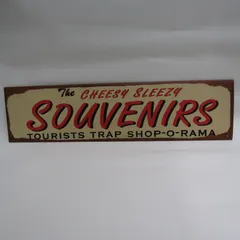 The CHEESY SLEEZY
SOUVENIRS
TOURISTS TRAP SHOP-O-RAMA